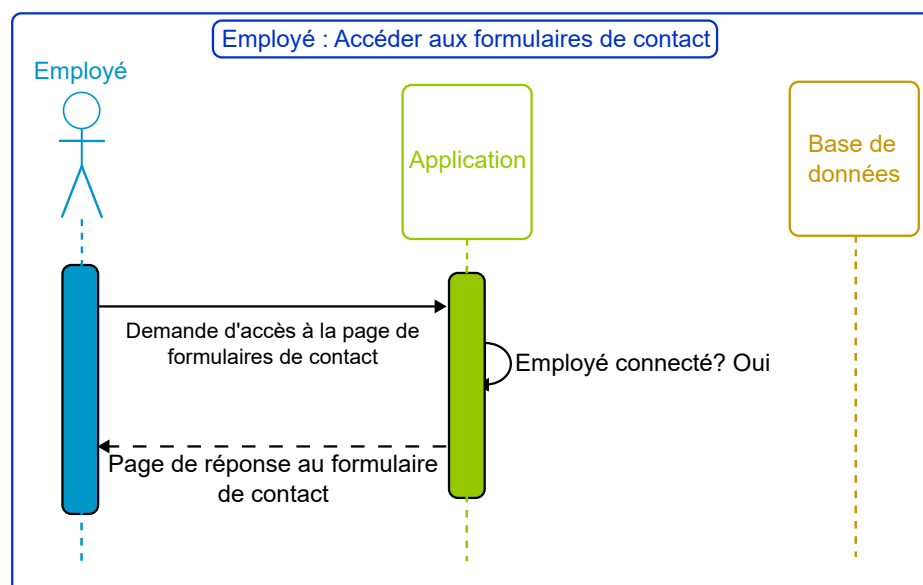 Employé : Accéder aux formulaires de contact
Employé
Application
Base de
données
Demande d'accès à la page de
formulaires de contact
Employé connecté? Oui
Page de réponse au formulaire
de contact